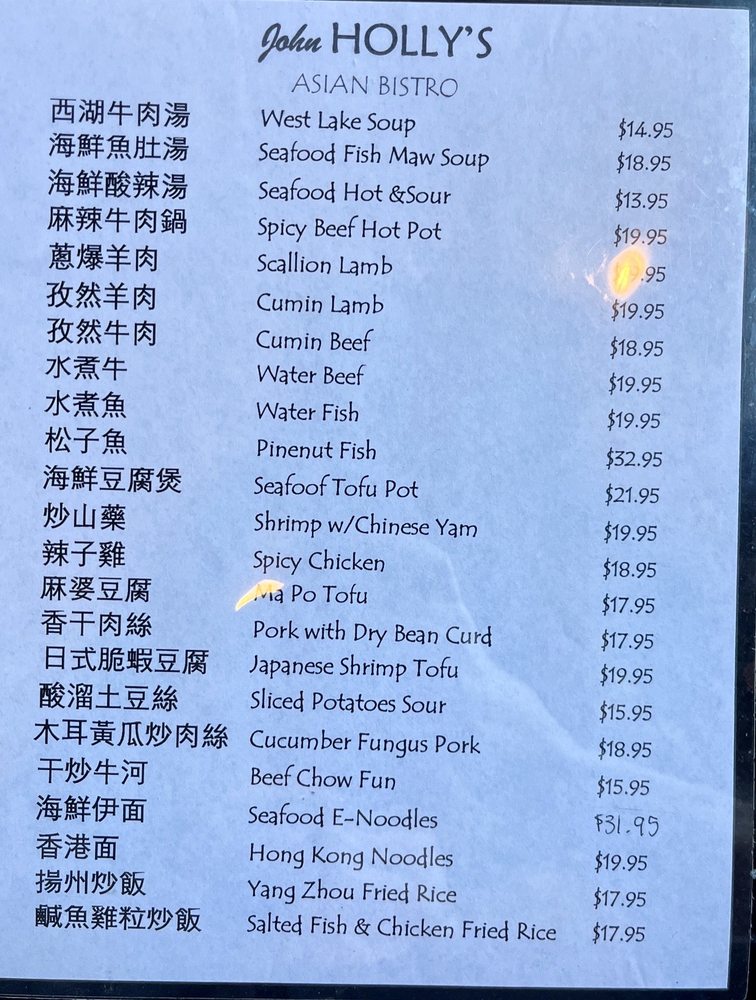 John HOLLY'S
ASIAN BISTRO
西湖牛肉湯 West Lake Soup $14.95
海鮮魚肚湯 Seafood Fish Maw Soup $18.95
海鮮酸辣湯 Seafood Hot &Sour $13.95
麻辣牛肉鍋 Spicy Beef Hot Pot $19.95
蔥爆羊肉 Scallion Lamb
孜然羊肉 Cumin Lamb $19.95
孜然牛肉 Cumin Beef $18.95
水煮牛 Water Beef $19.95
水煮魚 Water Fish $19.95
松子魚 Pinenut Fish $32.95
海鮮豆腐煲 Seafoof Tofu Pot $21.95
炒山藥 Shrimp w/Chinese Yam $19.95
辣子雞 Spicy Chicken $18.95
麻婆豆腐 Ma Po Tofu $17.95
香干肉絲 Pork with Dry Bean Curd $17.95
日式脆蝦豆腐 Japanese Shrimp Tofu $19.95
酸溜土豆絲 Sliced Potatoes Sour $15.95
木耳黃瓜炒肉絲 Cucumber Fungus Pork $18.95
干炒牛河 Beef Chow Fun $15.95
海鮮伊面 Seafood E-Noodles $31.95
香港面 Hong Kong Noodles $19.95
揚州炒飯 Yang Zhou Fried Rice $17.95
鹹魚雞粒炒飯 Salted Fish & Chicken Fried Rice $17.95